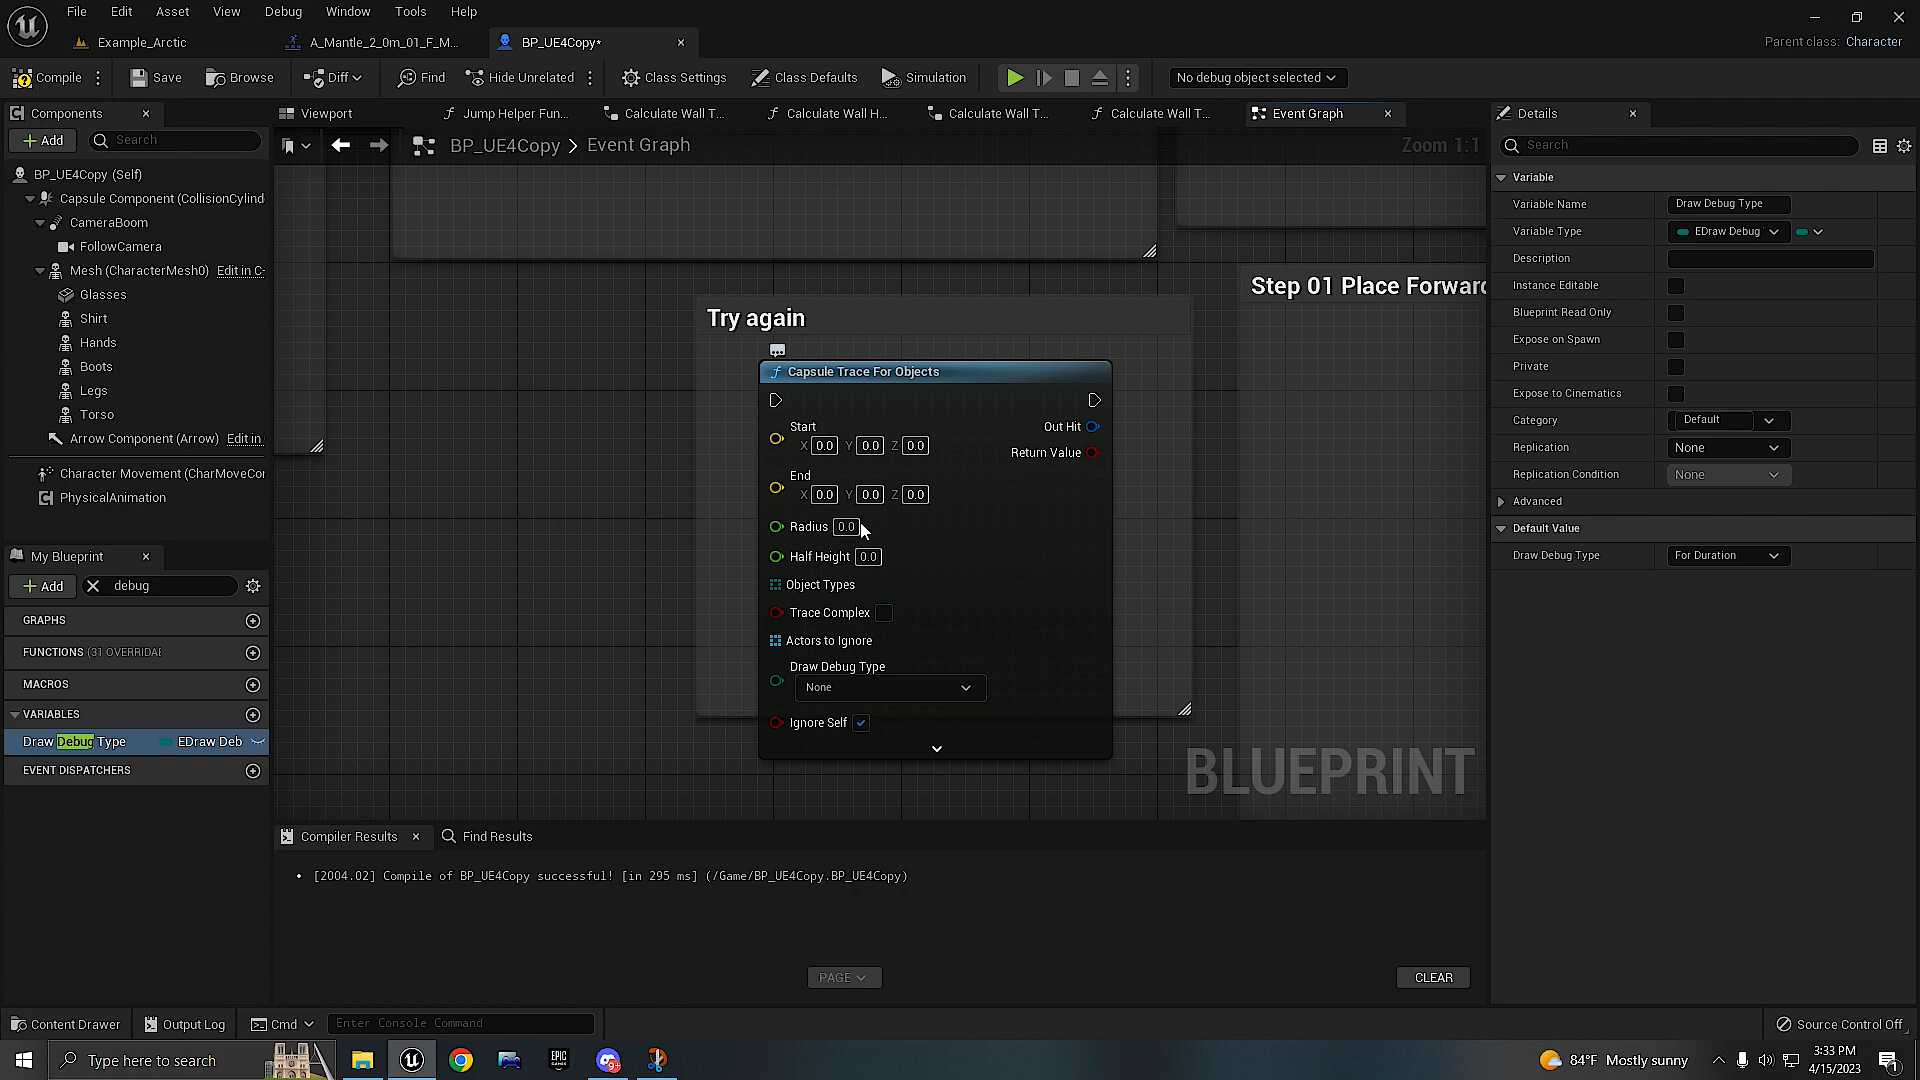 File Edit Asset View Debug Window Tools Help
Example_Arctic A_Mantle_2_0m_01_F_M... BP_UE4Copy*
Parent class: Character
Compile Save Browse Diff Find Hide Unrelated Class Settings Class Defaults Simulation No debug object selected
Components
Viewport Jump Helper Fun... Calculate Wall T... Calculate Wall H... Calculate Wall T... Calculate Wall T... Event Graph
Details
Add Search
BP_UE4Copy > Event Graph
Zoom 1:1
Search
BP_UE4Copy (Self)
Capsule Component (CollisionCylind
CameraBoom
FollowCamera
Mesh (CharacterMesh0) Edit in C-
Glasses
Shirt
Hands
Boots
Legs
Torso
Arrow Component (Arrow) Edit in
Character Movement (CharMoveCor
PhysicalAnimation
My Blueprint
Add debug
GRAPHS
FUNCTIONS (31 OVERRIDAE
MACROS
VARIABLES
Draw Debug Type EDraw Deb
EVENT DISPATCHERS
Step 01 Place Forward
Try again
Capsule Trace For Objects
Start
X 0.0 Y 0.0 Z 0.0
Out Hit
Return Value
End
X 0.0 Y 0.0 Z 0.0
Radius 0.0
Half Height 0.0
Object Types
Trace Complex
Actors to Ignore
Draw Debug Type
None
Ignore Self
BLUEPRINT
Variable
Variable Name Draw Debug Type
Variable Type EDraw Debug
Description
Instance Editable
Blueprint Read Only
Expose on Spawn
Private
Expose to Cinematics
Category Default
Replication None
Replication Condition None
Advanced
Default Value
Draw Debug Type For Duration
Compiler Results Find Results
• [2004.02] Compile of BP_UE4Copy successful! [in 295 ms] (/Game/BP_UE4Copy.BP_UE4Copy)
PAGE
CLEAR
Content Drawer Output Log Cmd Enter Console Command
Source Control Off
Type here to search
EPIC GAMES
84°F Mostly sunny
3:33 PM
4/15/2023
1